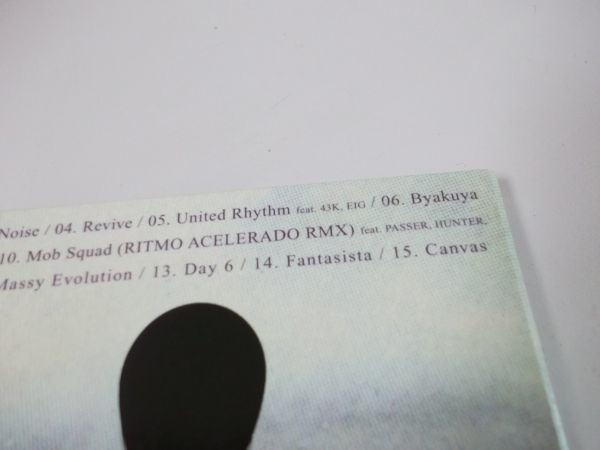 Noise / 04. Revive / 05. United Rhythm feat. 43K, EIG / 06. Byakuya
10. Mob Squad (RITMO ACELERADO RMX) feat. PASSER, HUNTER,
Massy Evolution / 13. Day 6 / 14. Fantasista / 15. Canvas